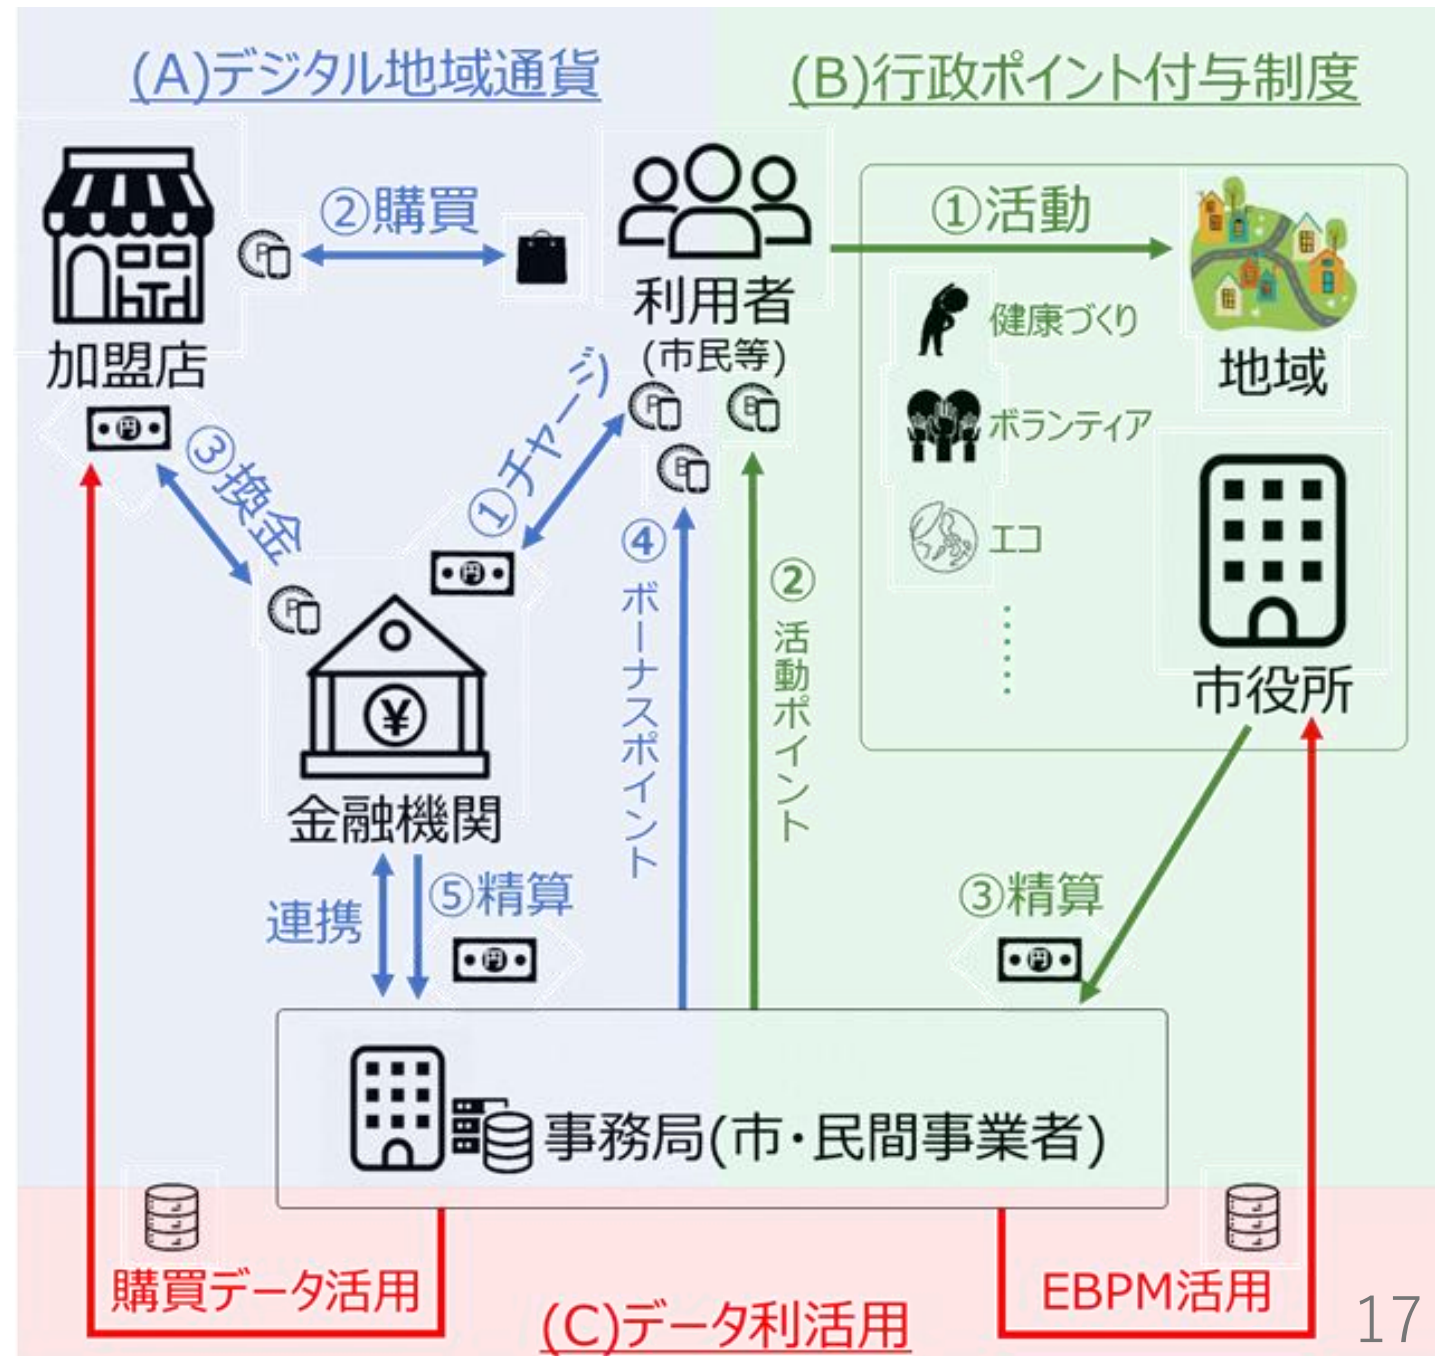 (A)デジタル地域通貨
(B)行政ポイント付与制度
②購買
①活動
P
利用者
(市民等)
加盟店
健康づくり
地域
ボランティア
エコ
市役所
円
③換金
①チャージ
P
B
B
円
P
¥
金融機関
④ボーナスポイント
②活動ポイント
連携
⑤精算
円
③精算
円
事務局(市・民間事業者)
購買データ活用
(C)データ利活用
EBPM活用
17